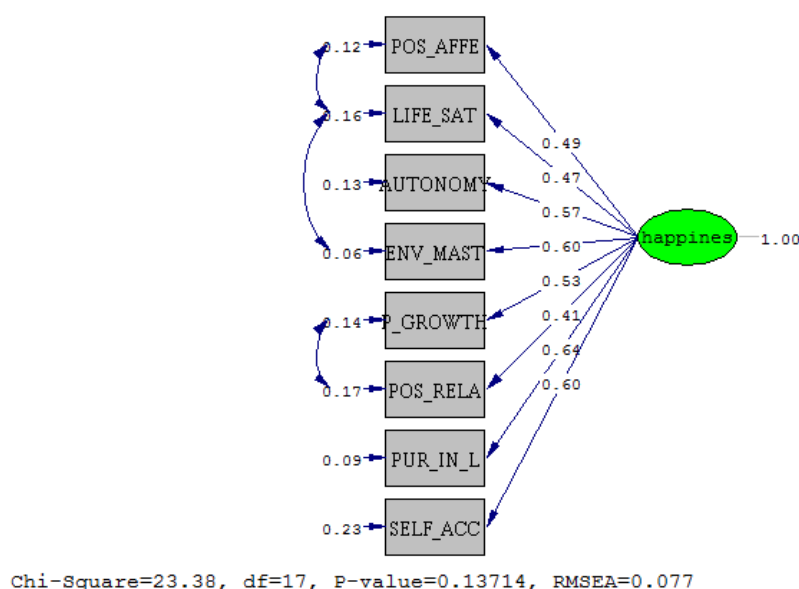 0.12 POS_AFFE
0.16 LIFE_SAT
0.49
0.47
0.13 AUTONOMY
0.57
happines 1.00
0.06 ENV_MAST
0.60
0.53
0.14 P_GROWTH
0.41
0.64
0.17 POS_RELA
0.60
0.09 PUR_IN_L
0.23 SELF_ACC
Chi-Square=23.38, df=17, P-value=0.13714, RMSEA=0.077